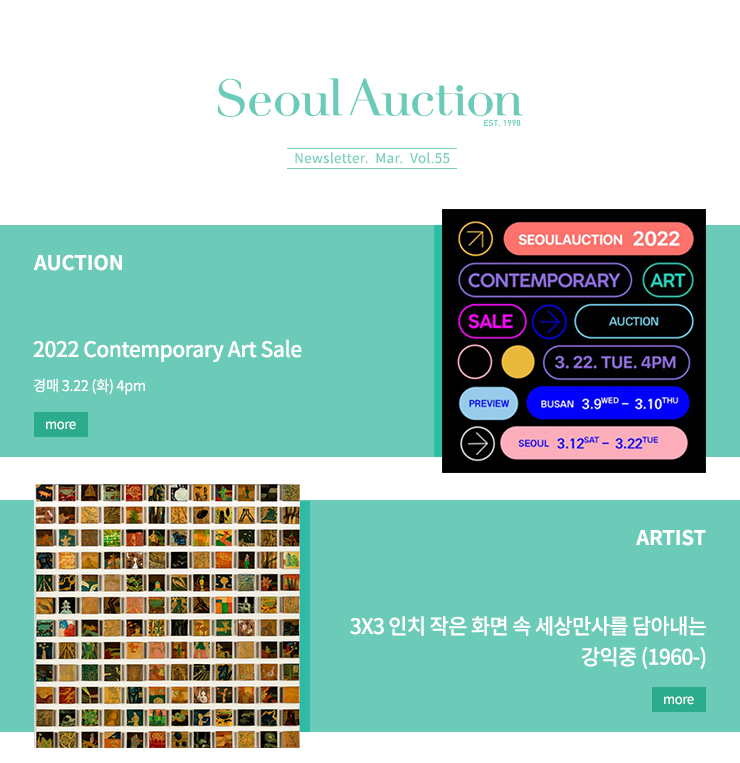 Seoul Auction
EST. 1998
Newsletter. Mar. Vol.55
AUCTION
2022 Contemporary Art Sale
경매 3.22 (화) 4pm
more
SEOULAUCTION 2022
CONTEMPORARY ART
SALE AUCTION
3. 22. TUE. 4PM
PREVIEW BUSAN 3.9WED – 3.10THU
SEOUL 3.12SAT – 3.22TUE
ARTIST
3X3 인치 작은 화면 속 세상만사를 담아내는
강익중 (1960-)
more